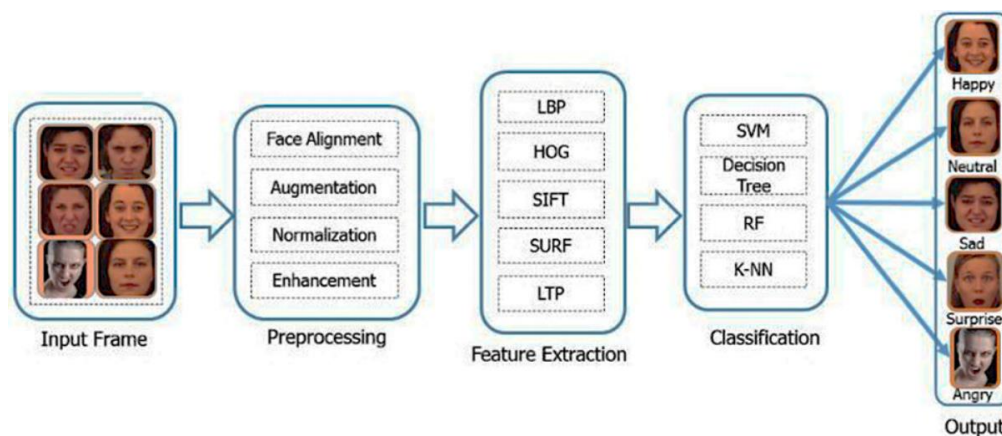 Input Frame
Face Alignment
Augmentation
Normalization
Enhancement
Preprocessing
LBP
HOG
SIFT
SURF
LTP
Feature Extraction
SVM
Decision
Tree
RF
K-NN
Classification
Happy
Neutral
Sad
Surprise
Angry
Output